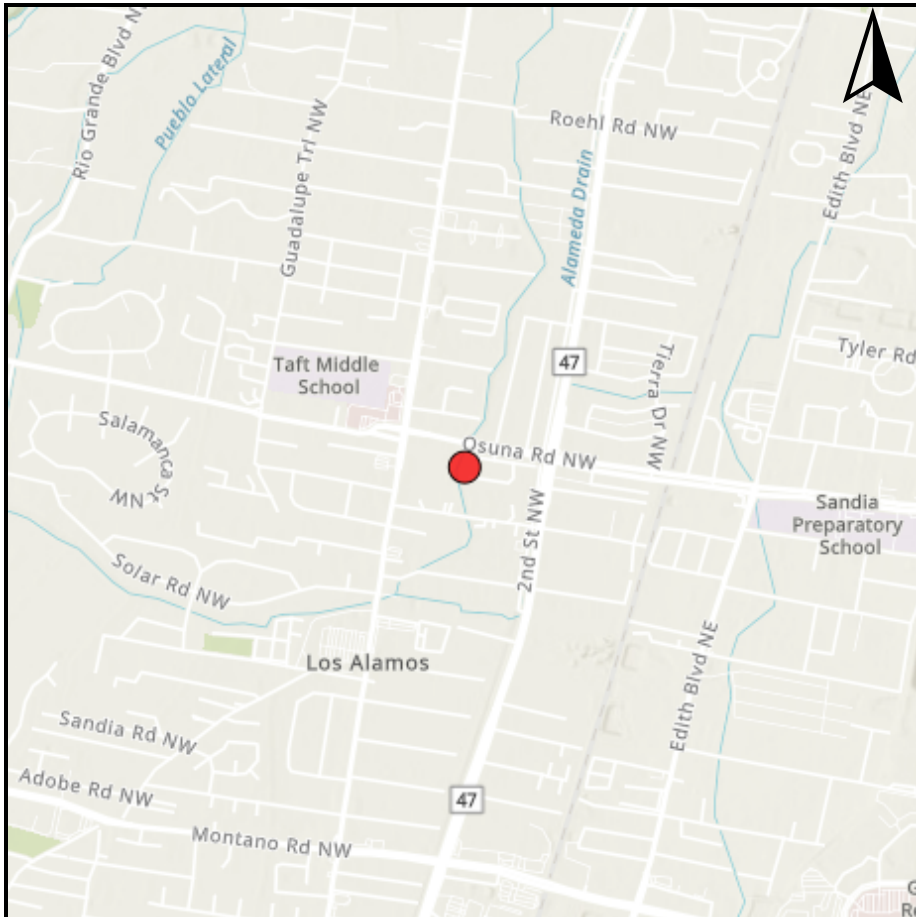 Rio Grande Blvd N
Pueblo Lateral
Guadalupe Trl NW
Roehl Rd NW
Alameda Drain
Edith Blvd NE
Taft Middle
School
47
Tierra Dr NW
Tyler Rd
Salamanca St
NW
Osuna Rd NW
Sandia
Preparatory
School
2nd St NW
Solar Rd NW
Los Alamos
Edith Blvd NE
Sandia Rd NW
Adobe Rd NW
47
Montano Rd NW
G